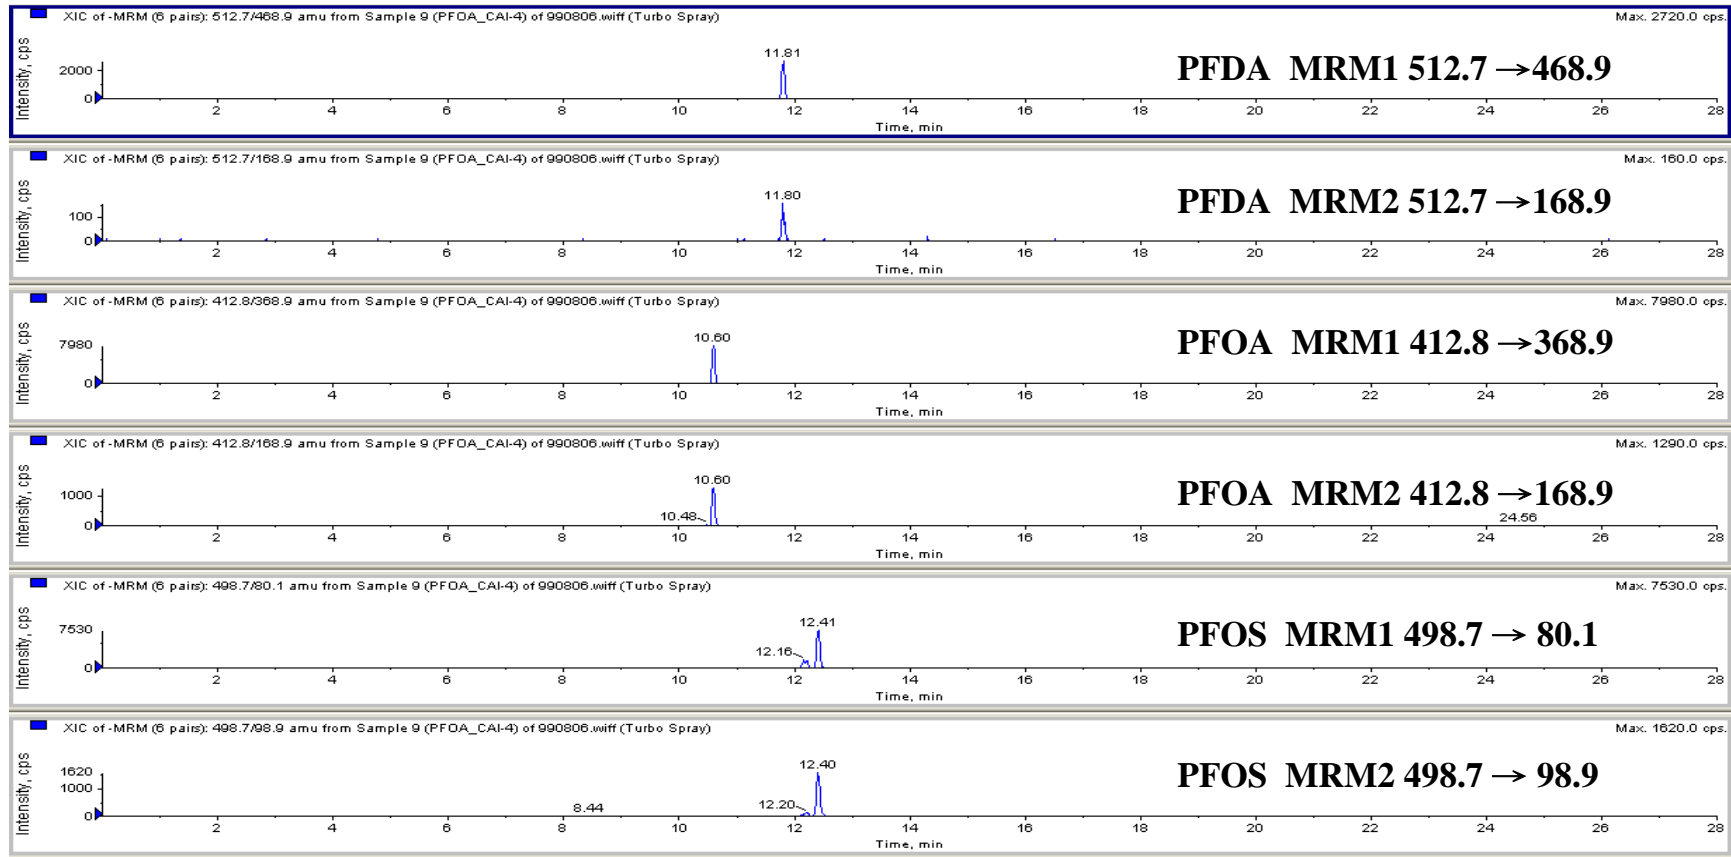 XIC of -MRM (6 pairs): 512.7/468.9 amu from Sample 9 (PFOA_CAI-4) of 990806.wiff (Turbo Spray) Max. 2720.0 cps.
11.81
PFDA MRM1 512.7 →468.9
Intensity, cps
2000
0
2 4 6 8 10 12 14 16 18 20 22 24 26 28
Time, min
XIC of -MRM (6 pairs): 512.7/168.9 amu from Sample 9 (PFOA_CAI-4) of 990806.wiff (Turbo Spray) Max. 160.0 cps.
11.80
PFDA MRM2 512.7 →168.9
Intensity, cps
100
0
2 4 6 8 10 12 14 16 18 20 22 24 26 28
Time, min
XIC of -MRM (6 pairs): 412.8/368.9 amu from Sample 9 (PFOA_CAI-4) of 990806.wiff (Turbo Spray) Max. 7980.0 cps.
10.60
PFOA MRM1 412.8 →368.9
Intensity, cps
7980
0
2 4 6 8 10 12 14 16 18 20 22 24 26 28
Time, min
XIC of -MRM (6 pairs): 412.8/168.9 amu from Sample 9 (PFOA_CAI-4) of 990806.wiff (Turbo Spray) Max. 1290.0 cps.
10.60
PFOA MRM2 412.8 →168.9
Intensity, cps
1000
10.48
24.56
0
2 4 6 8 10 12 14 16 18 20 22 24 26 28
Time, min
XIC of -MRM (6 pairs): 498.7/80.1 amu from Sample 9 (PFOA_CAI-4) of 990806.wiff (Turbo Spray) Max. 7530.0 cps.
12.41
PFOS MRM1 498.7 → 80.1
Intensity, cps
7530
12.16
0
2 4 6 8 10 12 14 16 18 20 22 24 26 28
Time, min
XIC of -MRM (6 pairs): 498.7/98.9 amu from Sample 9 (PFOA_CAI-4) of 990806.wiff (Turbo Spray) Max. 1620.0 cps.
12.40
PFOS MRM2 498.7 → 98.9
Intensity, cps
1620
1000
8.44
12.20
0
2 4 6 8 10 12 14 16 18 20 22 24 26 28
Time, min